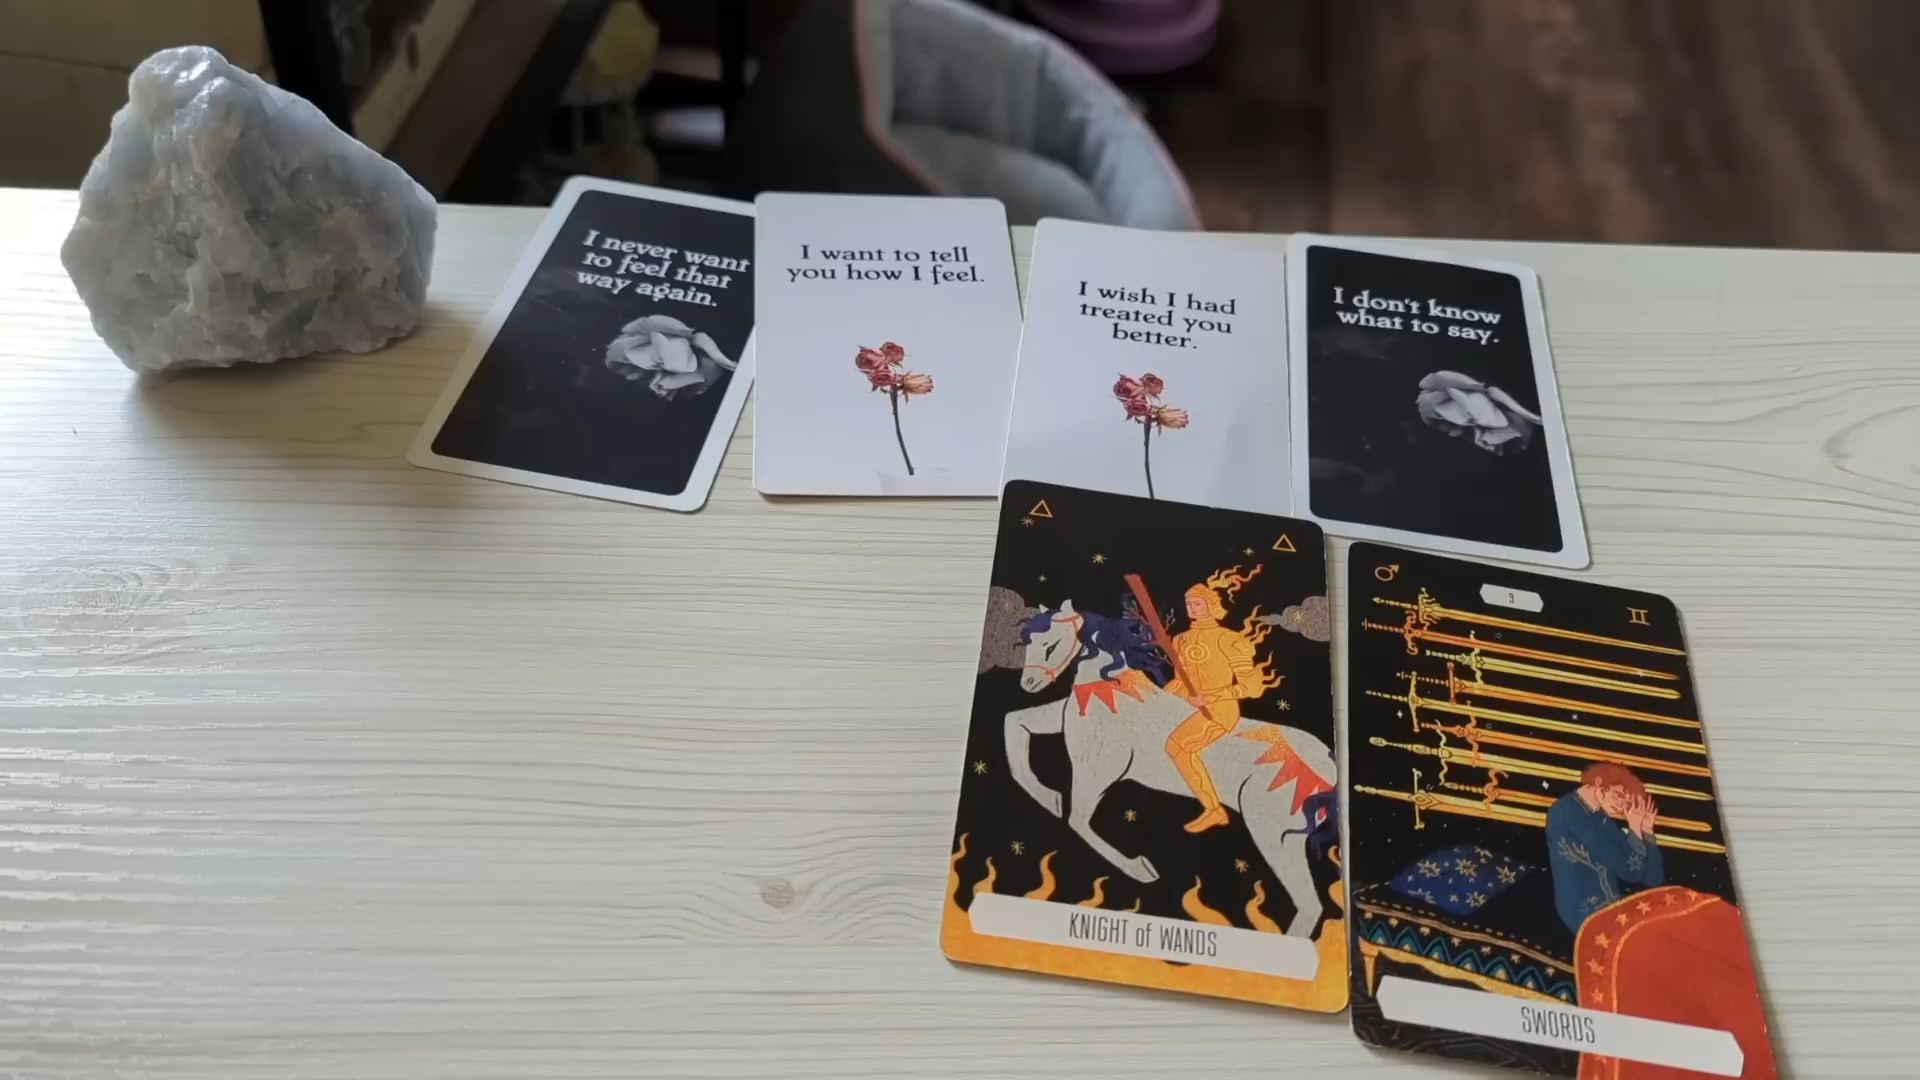 I never want
to feel that
way again.
I want to tell
you how I feel.
I wish I had
treated you
better.
I don't know
what to say.
KNIGHT of WANDS
9
SWORDS